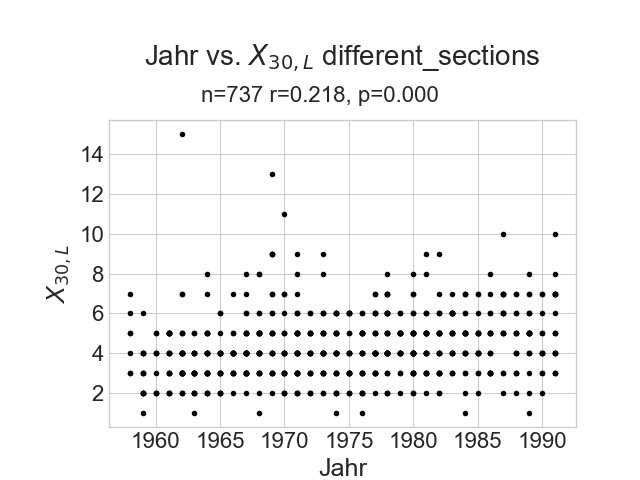 Jahr vs. X30,L different_sections
n=737 r=0.218, p=0.000
14
12
10
8
6
4
2
X30,L
1960 1965 1970 1975 1980 1985 1990
Jahr